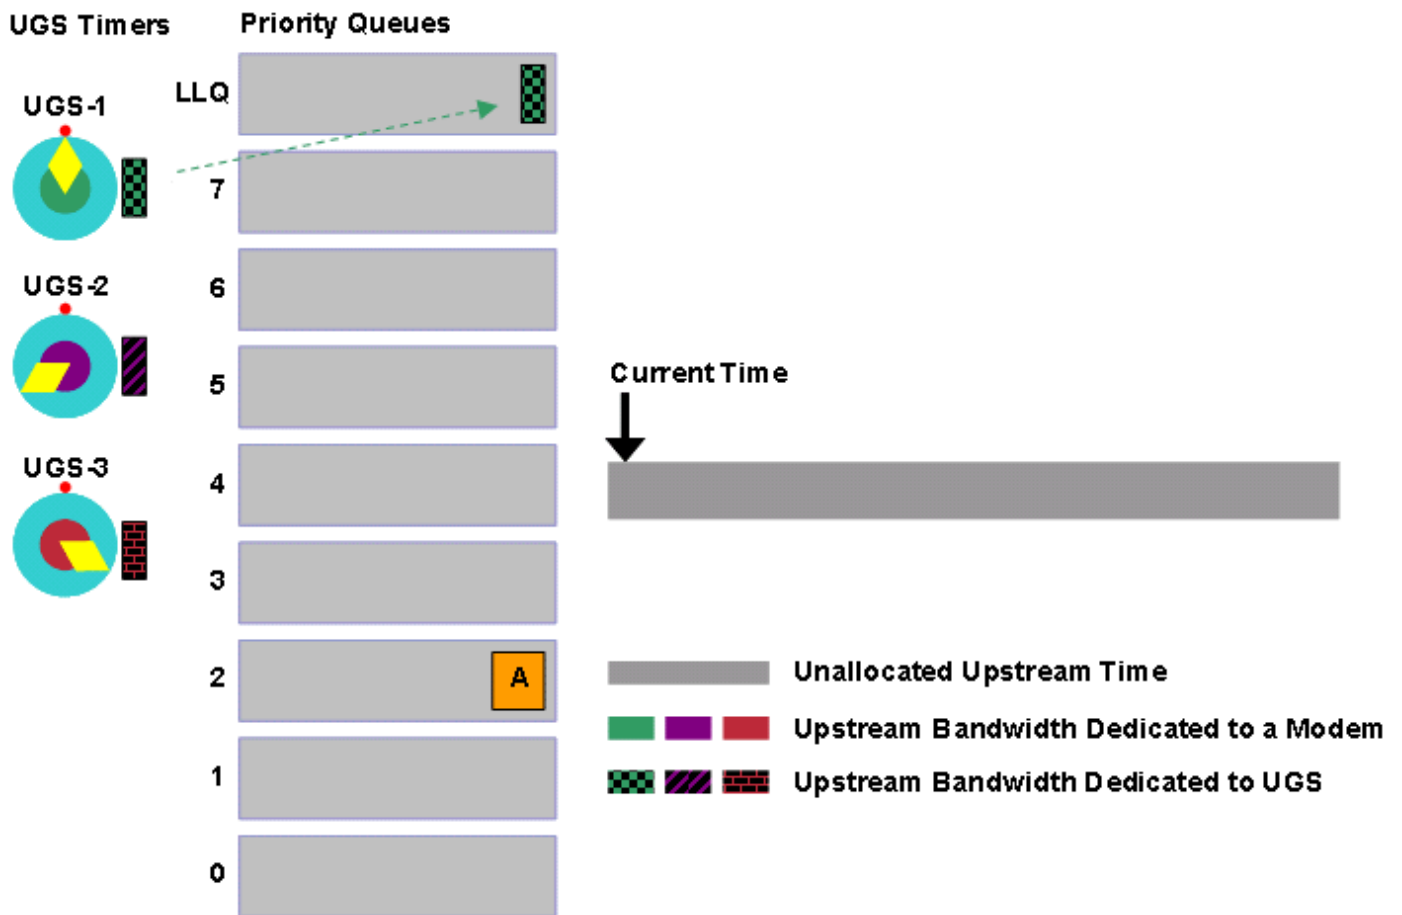 UGS Timers
Priority Queues
LLQ
UGS-1
7
UGS-2
6
5
Current Time
UGS-3
4
3
2
A
Unallocated Upstream Time
Upstream Bandwidth Dedicated to a Modem
1
Upstream Bandwidth Dedicated to UGS
0